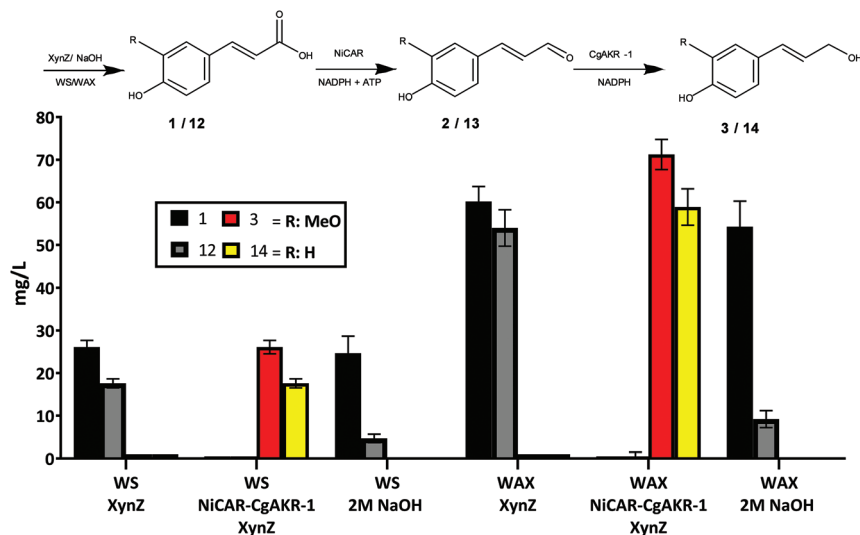 XynZ/ NaOH
WS/WAX
R
HO
O
OH
1 / 12
NiCAR
NADPH + ATP
R
HO
O
2 / 13
CgAKR -1
NADPH
R
HO
OH
3 / 14
mg/L
80
70
60
50
40
30
20
10
0
1 3 = R: MeO
12 14 = R: H
WS
XynZ
WS
NiCAR-CgAKR-1
XynZ
WS
2M NaOH
WAX
XynZ
WAX
NiCAR-CgAKR-1
XynZ
WAX
2M NaOH